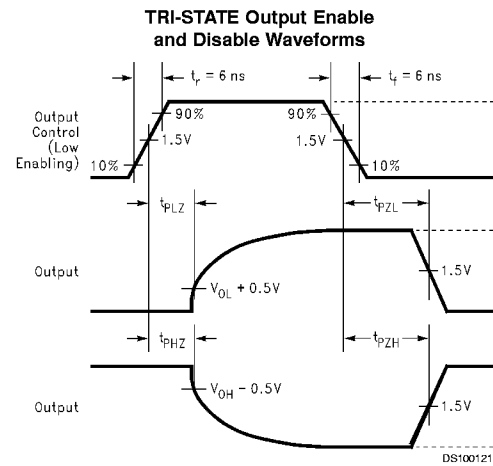 TRI-STATE Output Enable
and Disable Waveforms
t_r = 6 ns
t_f = 6 ns
Output
Control
(Low
Enabling)
90%
1.5V
10%
90%
1.5V
10%
t_PLZ
t_PZL
Output
V_OL + 0.5V
1.5V
t_PHZ
t_PZH
Output
V_OH − 0.5V
1.5V
DS100121